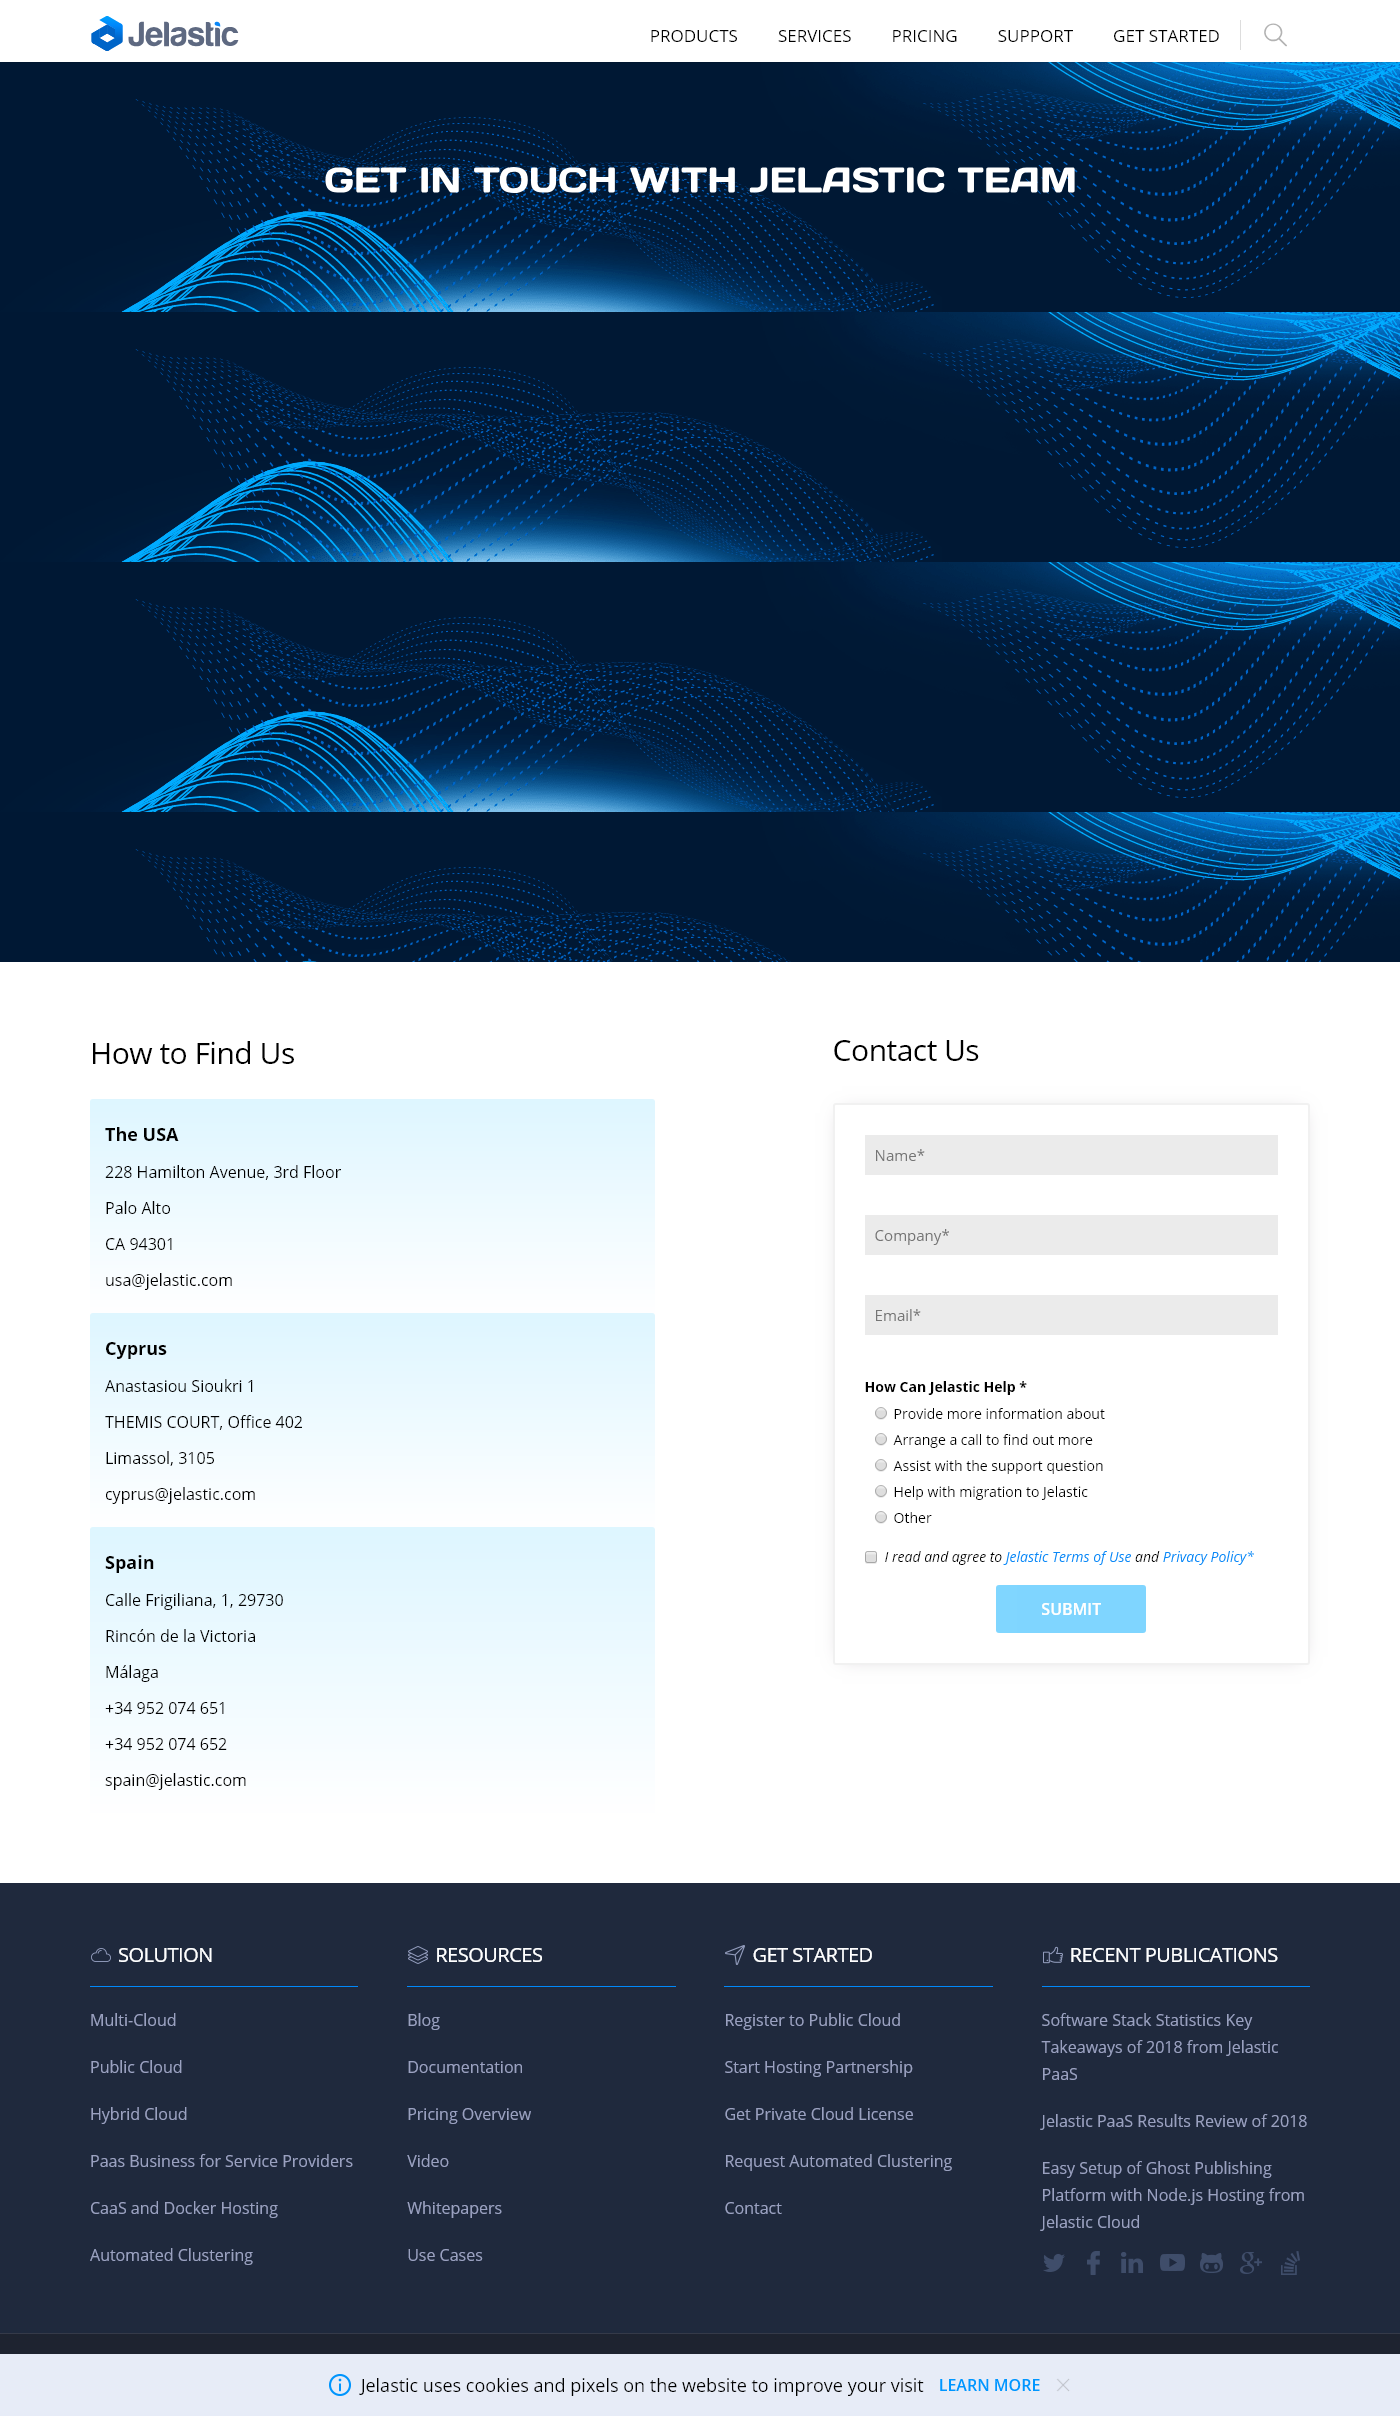 Jelastic
PRODUCTS SERVICES PRICING SUPPORT GET STARTED
GET IN TOUCH WITH JELASTIC TEAM
How to Find Us
The USA
228 Hamilton Avenue, 3rd Floor
Palo Alto
CA 94301
usa@jelastic.com
Cyprus
Anastasiou Sioukri 1
THEMIS COURT, Office 402
Limassol, 3105
cyprus@jelastic.com
Spain
Calle Frigiliana, 1, 29730
Rincón de la Victoria
Málaga
+34 952 074 651
+34 952 074 652
spain@jelastic.com
Contact Us
Name*
Company*
Email*
How Can Jelastic Help *
Provide more information about
Arrange a call to find out more
Assist with the support question
Help with migration to Jelastic
Other
I read and agree to Jelastic Terms of Use and Privacy Policy*
SUBMIT
SOLUTION
Multi-Cloud
Public Cloud
Hybrid Cloud
Paas Business for Service Providers
CaaS and Docker Hosting
Automated Clustering
RESOURCES
Blog
Documentation
Pricing Overview
Video
Whitepapers
Use Cases
GET STARTED
Register to Public Cloud
Start Hosting Partnership
Get Private Cloud License
Request Automated Clustering
Contact
RECENT PUBLICATIONS
Software Stack Statistics Key
Takeaways of 2018 from Jelastic
PaaS
Jelastic PaaS Results Review of 2018
Easy Setup of Ghost Publishing
Platform with Node.js Hosting from
Jelastic Cloud
Jelastic uses cookies and pixels on the website to improve your visit LEARN MORE